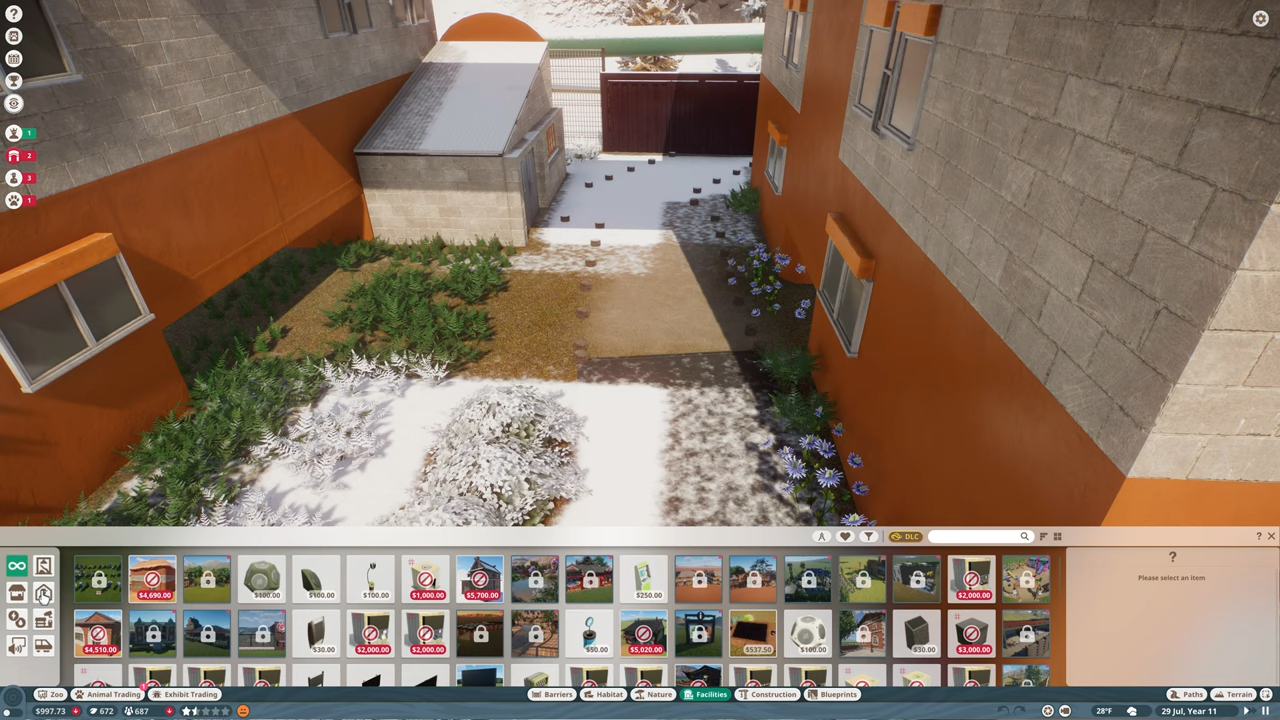 1
2
3
1
DLC
?
Please select an item
$4,690.00
$100.00
$100.00
$100.00
$1,000.00
$5,700.00
$250.00
$2,000.00
$4,510.00
$30.00
$2,000.00
$2,000.00
$50.00
$5,020.00
$537.50
$100.00
$30.00
$3,000.00
Zoo
Animal Trading
Exhibit Trading
Barriers
Habitat
Nature
Facilities
Construction
Blueprints
Paths
Terrain
$997.73
672
687
28°F
29 Jul, Year 11